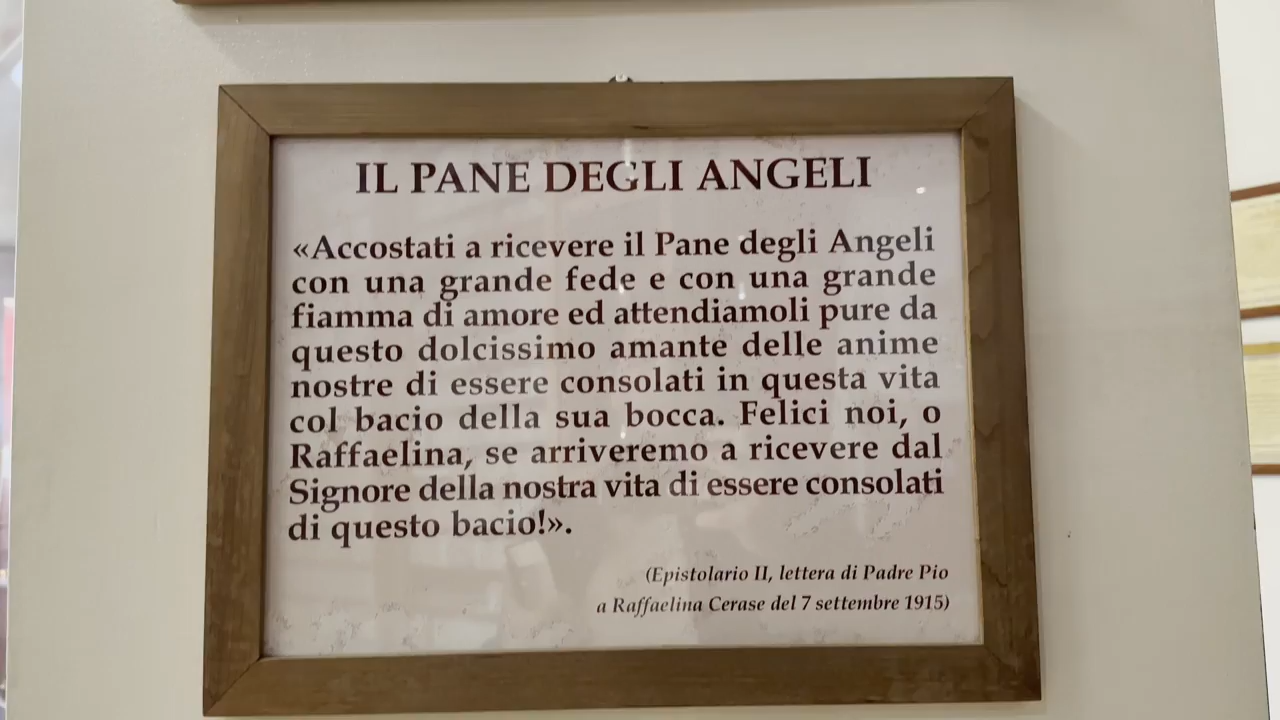 IL PANE DEGLI ANGELI
«Accostati a ricevere il Pane degli Angeli
con una grande fede e con una grande
fiamma di amore ed attendiamoli pure da
questo dolcissimo amante delle anime
nostre di essere consolati in questa vita
col bacio della sua bocca. Felici noi, o
Raffaelina, se arriveremo a ricevere dal
Signore della nostra vita di essere consolati
di questo bacio!».
(Epistolario II, lettera di Padre Pio
a Raffaelina Cerase del 7 settembre 1915)